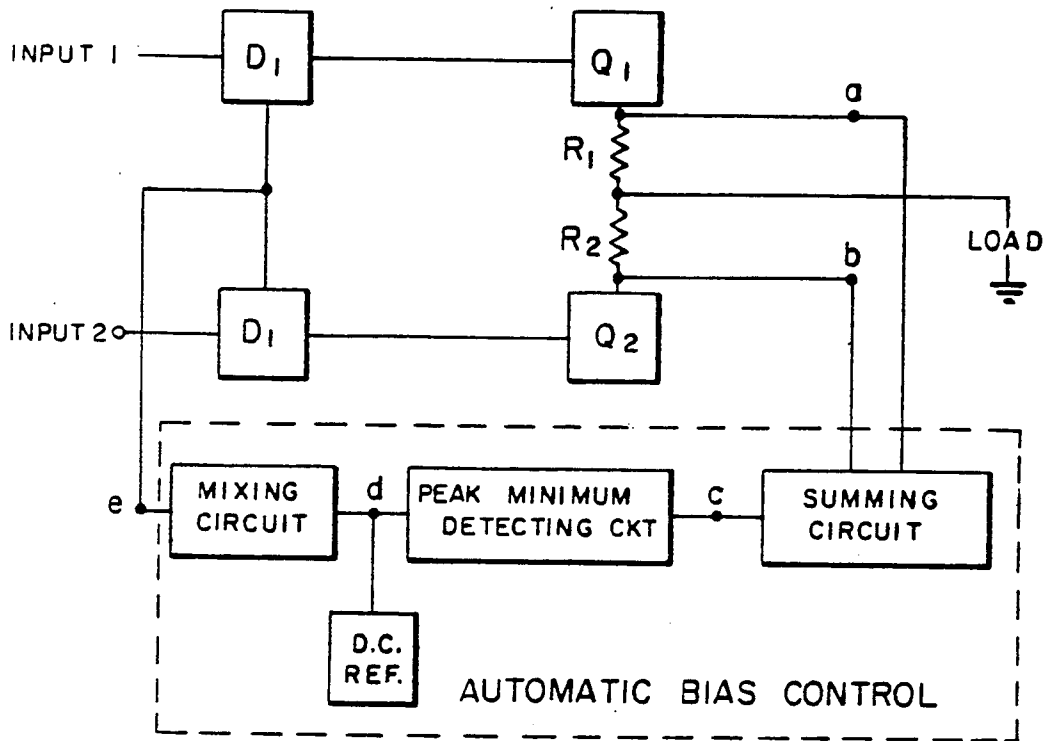 INPUT 1
D1
Q1
a
R1
R2
LOAD
b
INPUT 2
D1
Q2
e
MIXING
CIRCUIT
d
PEAK MINIMUM
DETECTING CKT
c
SUMMING
CIRCUIT
D.C.
REF.
AUTOMATIC BIAS CONTROL